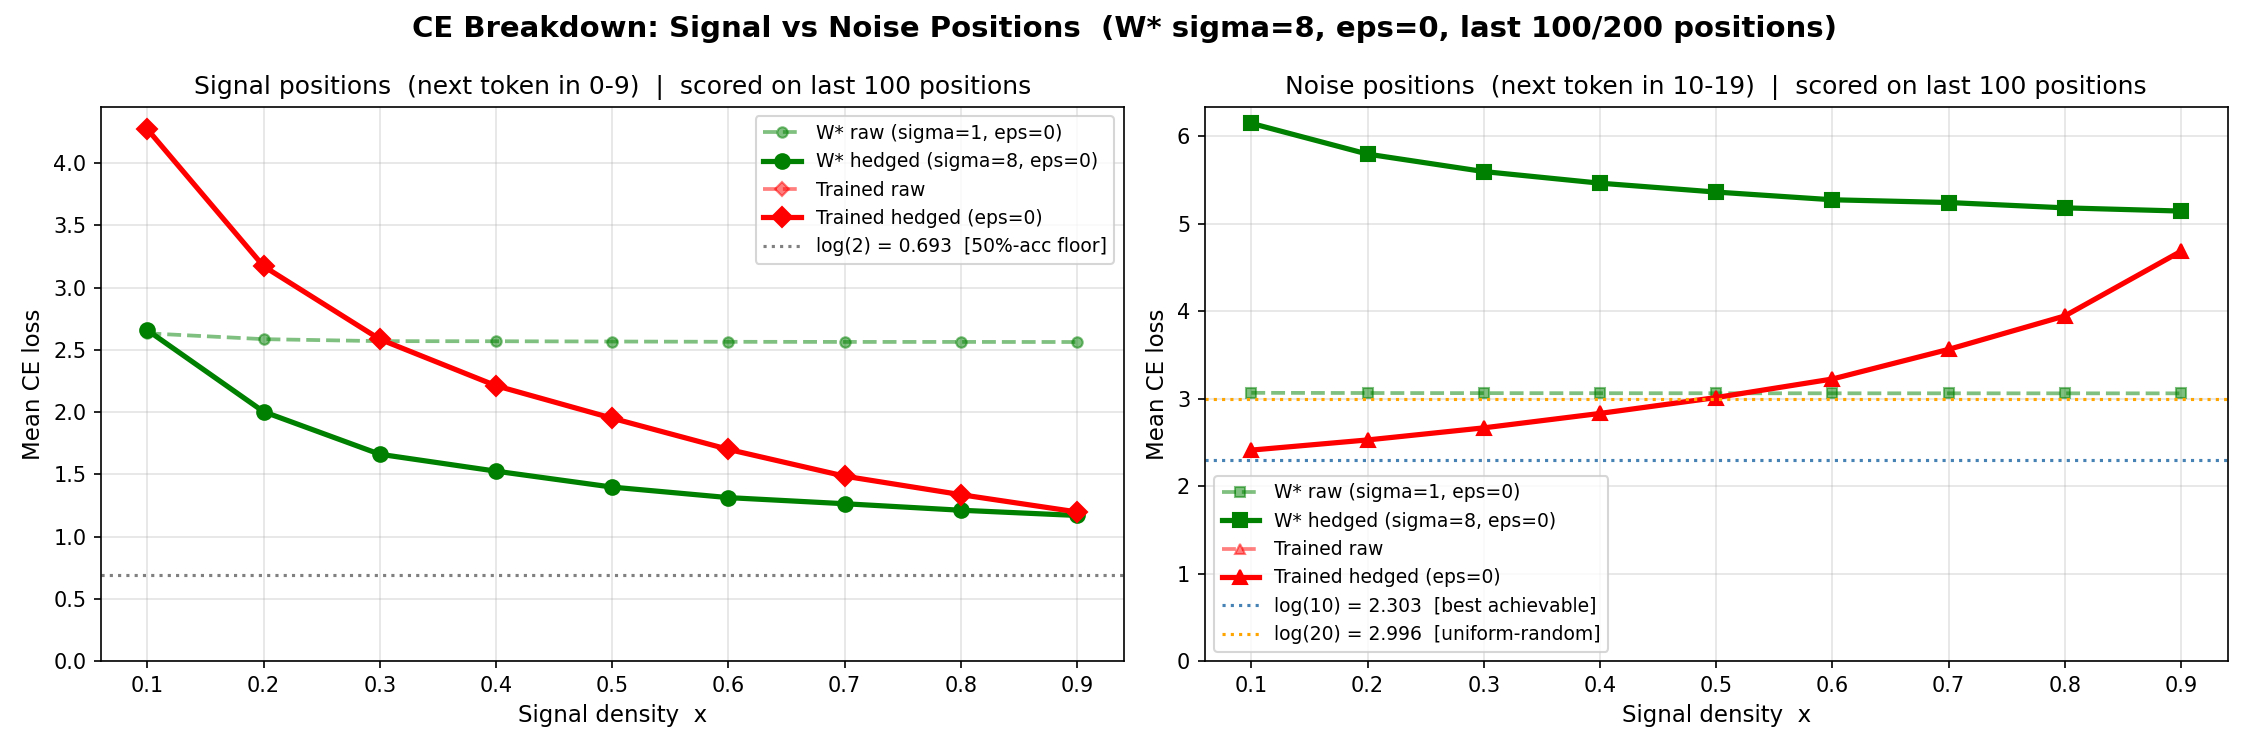 CE Breakdown: Signal vs Noise Positions  (W* sigma=8, eps=0, last 100/200 positions)
Signal positions  (next token in 0-9)  |  scored on last 100 positions
Mean CE loss
4.0
3.5
3.0
2.5
2.0
1.5
1.0
0.5
0.0
W* raw (sigma=1, eps=0)
W* hedged (sigma=8, eps=0)
Trained raw
Trained hedged (eps=0)
log(2) = 0.693  [50%-acc floor]
0.1 0.2 0.3 0.4 0.5 0.6 0.7 0.8 0.9
Signal density  x
Noise positions  (next token in 10-19)  |  scored on last 100 positions
Mean CE loss
6
5
4
3
2
1
0
W* raw (sigma=1, eps=0)
W* hedged (sigma=8, eps=0)
Trained raw
Trained hedged (eps=0)
log(10) = 2.303  [best achievable]
log(20) = 2.996  [uniform-random]
0.1 0.2 0.3 0.4 0.5 0.6 0.7 0.8 0.9
Signal density  x